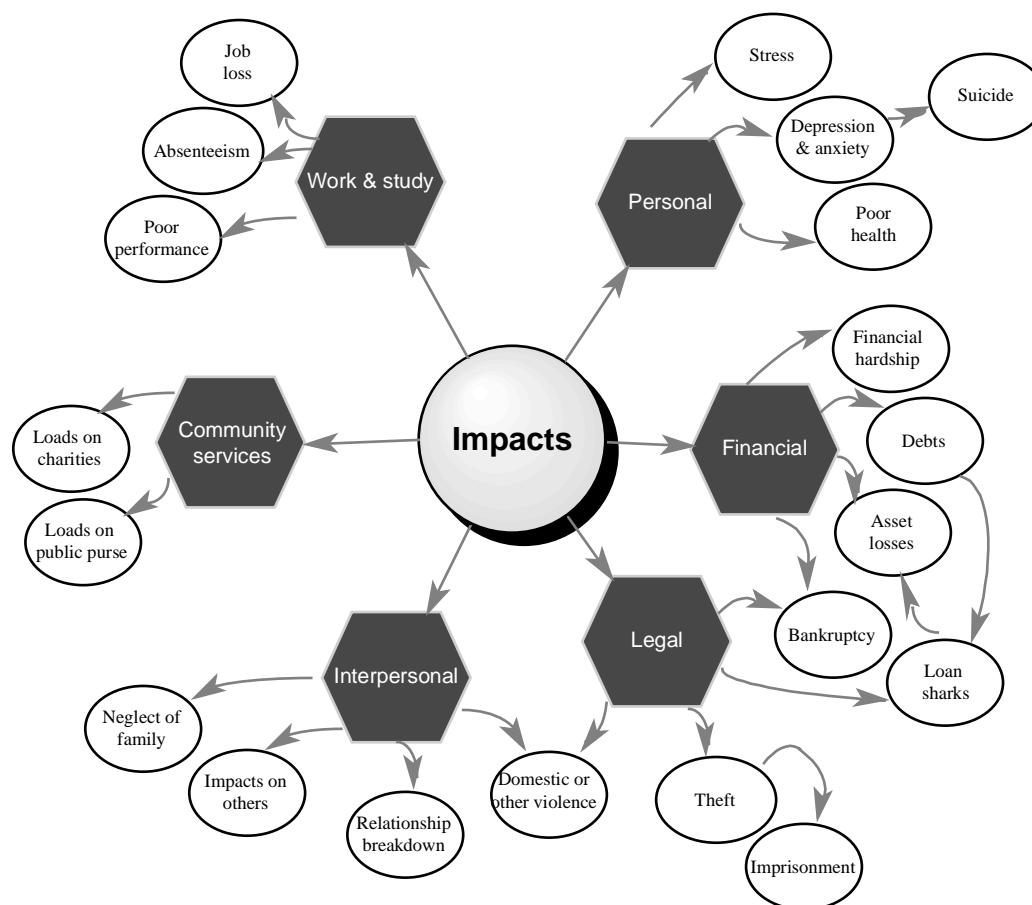 Job
loss
Absenteeism
Poor
performance
Work & study
Stress
Depression
& anxiety
Suicide
Personal
Poor
health
Impacts
Community
services
Loads on
charities
Loads on
public purse
Financial
Financial
hardship
Debts
Asset
losses
Bankruptcy
Loan
sharks
Legal
Interpersonal
Neglect of
family
Impacts on
others
Relationship
breakdown
Domestic or
other violence
Theft
Imprisonment